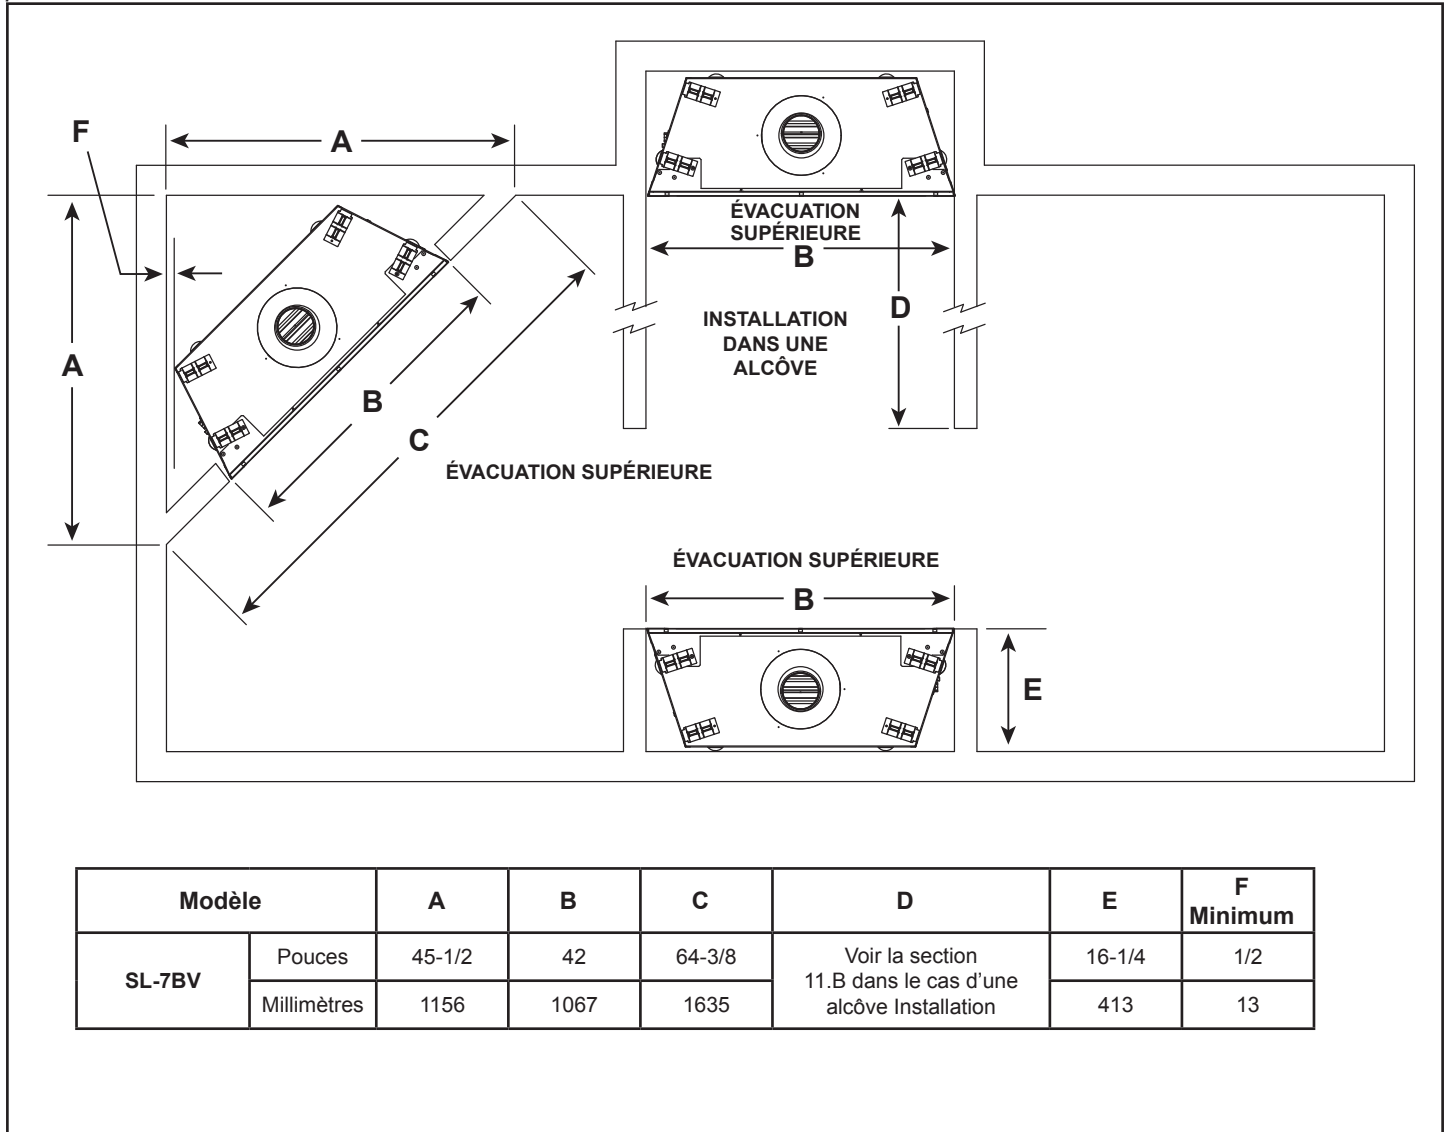 F
A
ÉVACUATION
SUPÉRIEURE
B
A
D
INSTALLATION
DANS UNE
ALCÔVE
B
C
ÉVACUATION SUPÉRIEURE
ÉVACUATION SUPÉRIEURE
B
E
Modèle A B C D E F Minimum
SL-7BV Pouces 45-1/2 42 64-3/8 Voir la section 11.B dans le cas d’une alcôve Installation 16-1/4 1/2
Millimètres 1156 1067 1635 413 13